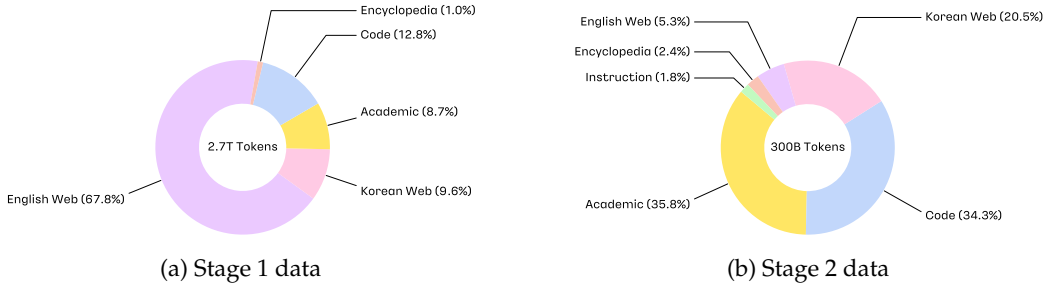 Encyclopedia (1.0%)
Code (12.8%)
Academic (8.7%)
2.7T Tokens
Korean Web (9.6%)
English Web (67.8%)
(a) Stage 1 data
Korean Web (20.5%)
English Web (5.3%)
Encyclopedia (2.4%)
Instruction (1.8%)
300B Tokens
Academic (35.8%)
Code (34.3%)
(b) Stage 2 data